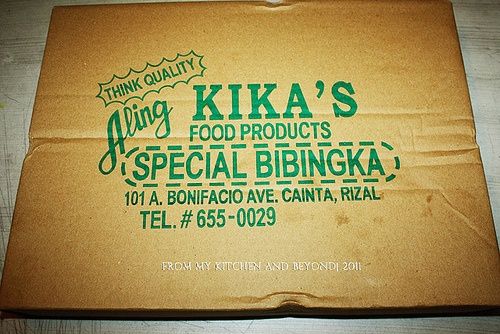 THINK QUALITY
Aling KIKA'S
FOOD PRODUCTS
SPECIAL BIBINGKA
101 A. BONIFACIO AVE. CAINTA, RIZAL
TEL. # 655-0029
FROM MY KITCHEN AND BEYOND| 2011